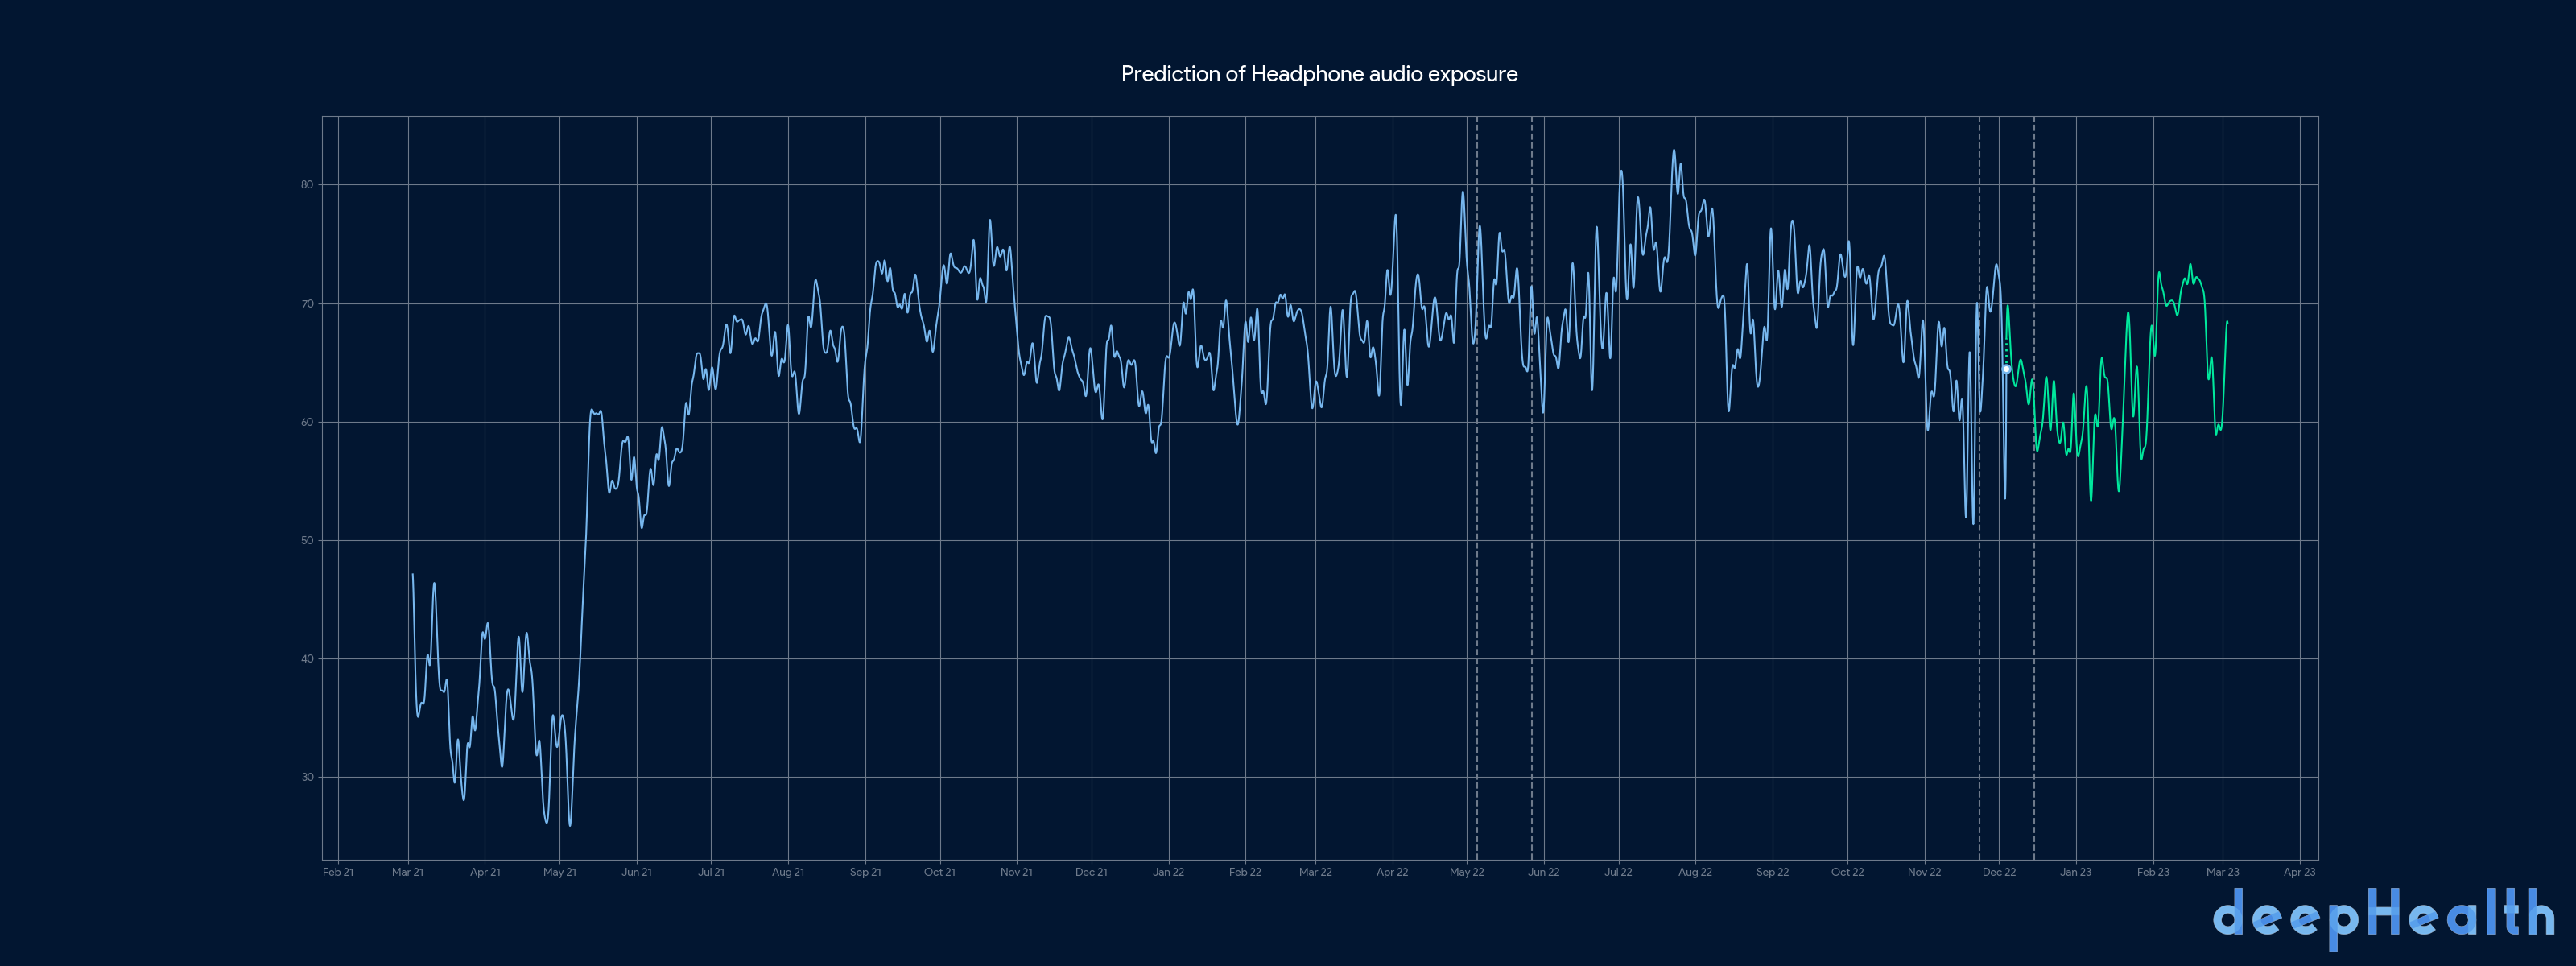 Prediction of Headphone audio exposure
80
70
60
50
40
30
Feb 21 Mar 21 Apr 21 May 21 Jun 21 Jul 21 Aug 21 Sep 21 Oct 21 Nov 21 Dec 21 Jan 22 Feb 22 Mar 22 Apr 22 May 22 Jun 22 Jul 22 Aug 22 Sep 22 Oct 22 Nov 22 Dec 22 Jan 23 Feb 23 Mar 23 Apr 23
deepHealth